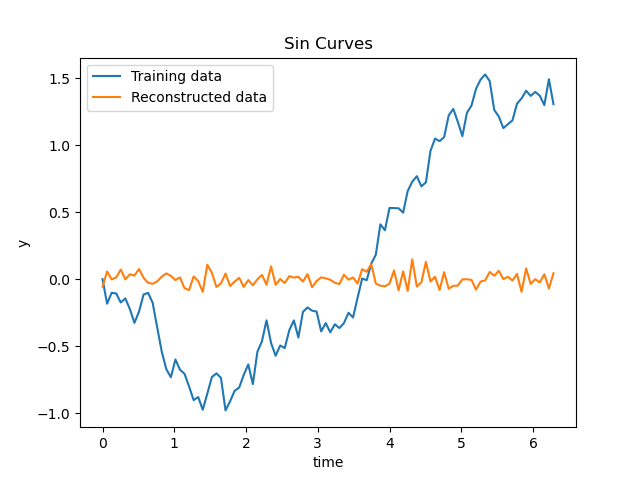 Sin Curves
Training data
Reconstructed data
1.5
1.0
0.5
0.0
−0.5
−1.0
y
0 1 2 3 4 5 6
time